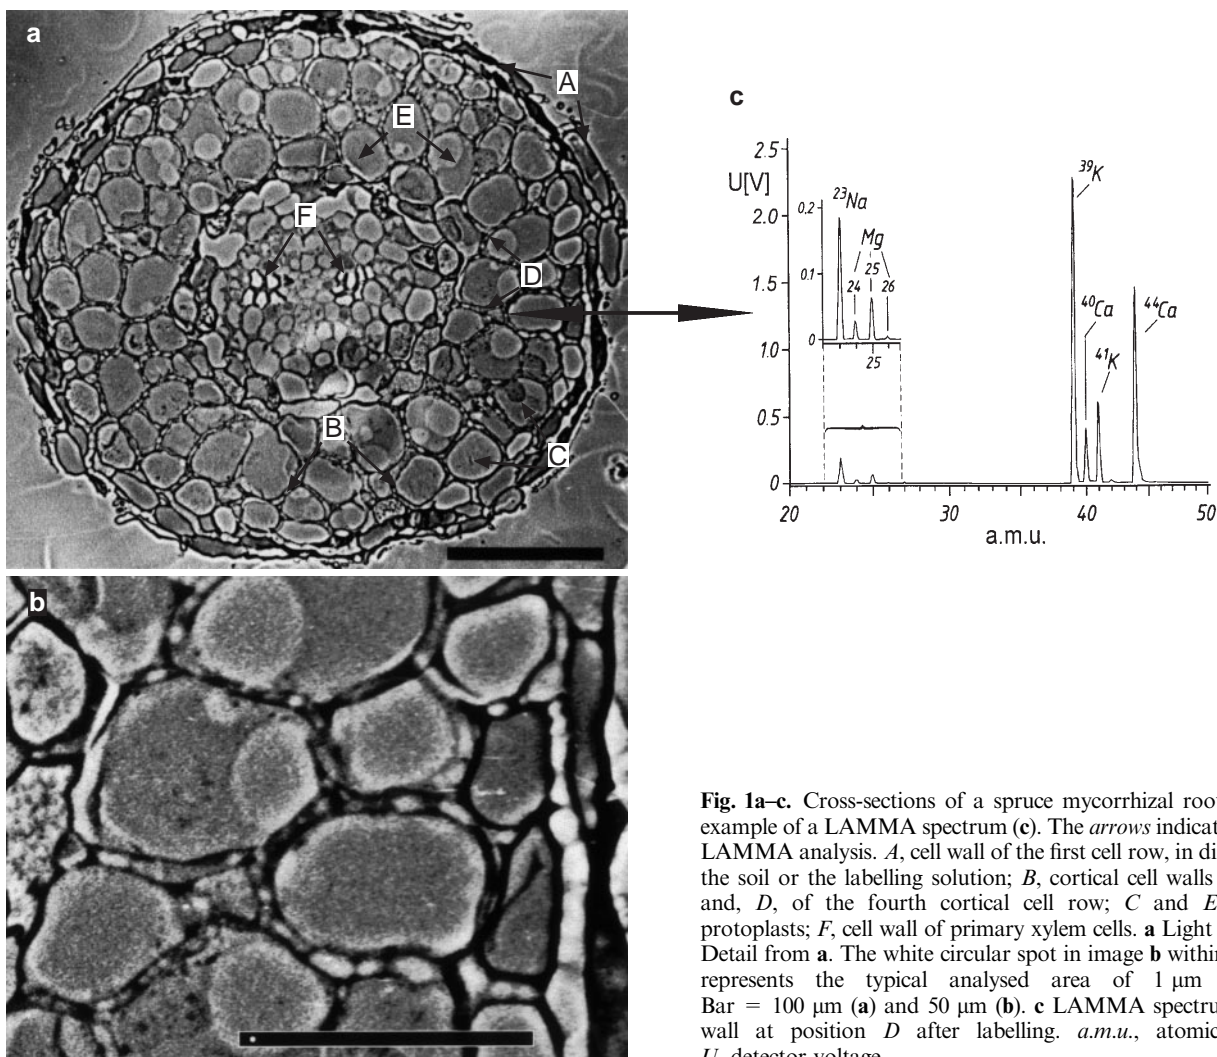 a
A
E
F
D
B
C
b
c
2.5
U[V]
2.0
1.5
1.0
0.5
0
0.2
0.1
0
²³Na
Mg
24
25
26
25
³⁹K
⁴⁰Ca
⁴¹K
⁴⁴Ca
20
30
40
50
a.m.u.
Fig. 1a–c. Cross-sections of a spruce mycorrhizal roo
example of a LAMMA spectrum (c). The arrows indicat
LAMMA analysis. A, cell wall of the first cell row, in di
the soil or the labelling solution; B, cortical cell walls
and, D, of the fourth cortical cell row; C and E
protoplasts; F, cell wall of primary xylem cells. a Light
Detail from a. The white circular spot in image b within
represents the typical analysed area of 1 μm
Bar = 100 μm (a) and 50 μm (b). c LAMMA spectru
wall at position D after labelling. a.m.u., atomic
U, detector voltage